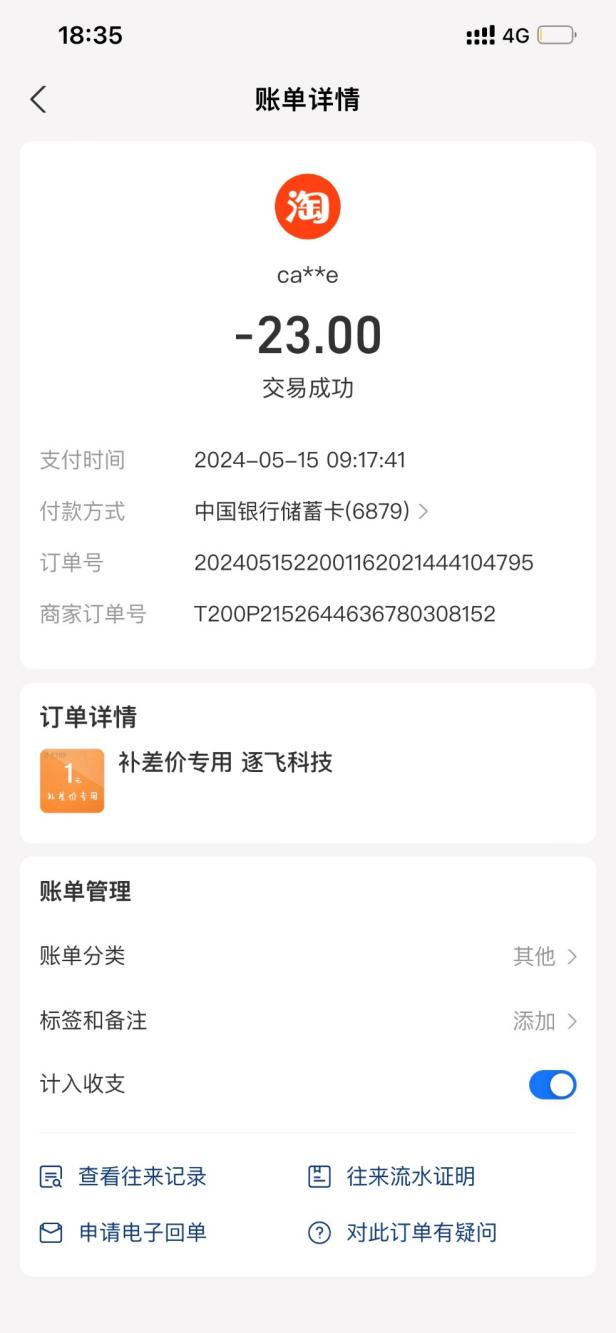 18:35
4G
账单详情
淘
ca**e
-23.00
交易成功
支付时间 2024-05-15 09:17:41
付款方式 中国银行储蓄卡(6879)
订单号 2024051522001162021444104795
商家订单号 T200P2152644636780308152
订单详情
补差价专用 逐飞科技
1元
补差价专用
账单管理
账单分类 其他
标签和备注 添加
计入收支
查看往来记录 往来流水证明
申请电子回单 对此订单有疑问